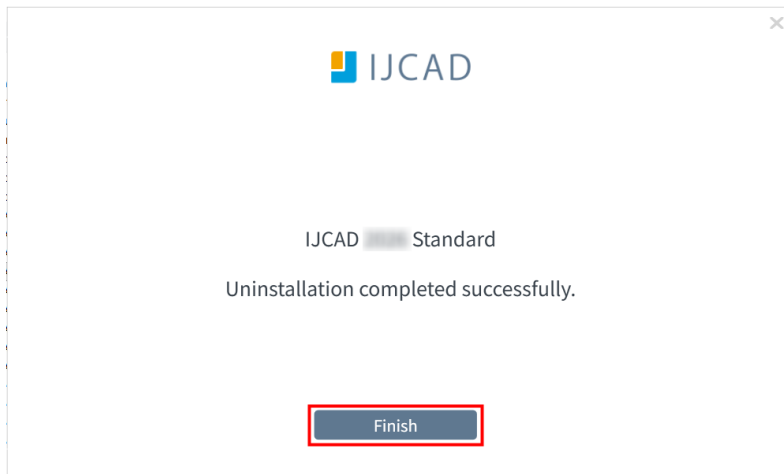 IJCAD
IJCAD Standard
Uninstallation completed successfully.
Finish